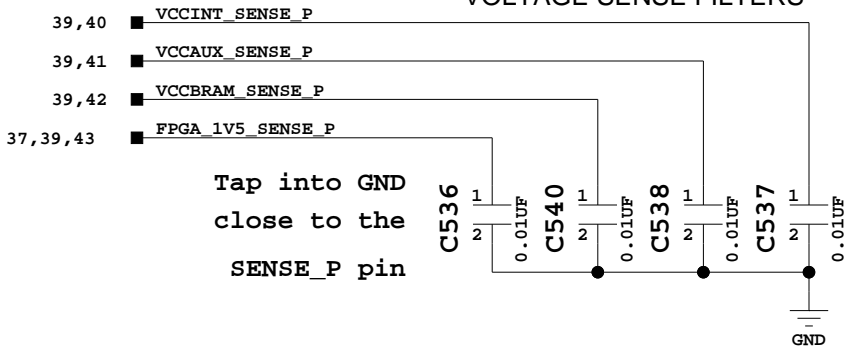 VOLTAGE SENSE FILTERS
39,40 VCCINT_SENSE_P
39,41 VCCAUX_SENSE_P
39,42 VCCBRAM_SENSE_P
37,39,43 FPGA_1V5_SENSE_P
Tap into GND
close to the
SENSE_P pin
C536
1
2
0.01UF
C540
1
2
0.01UF
C538
1
2
0.01UF
C537
1
2
0.01UF
GND